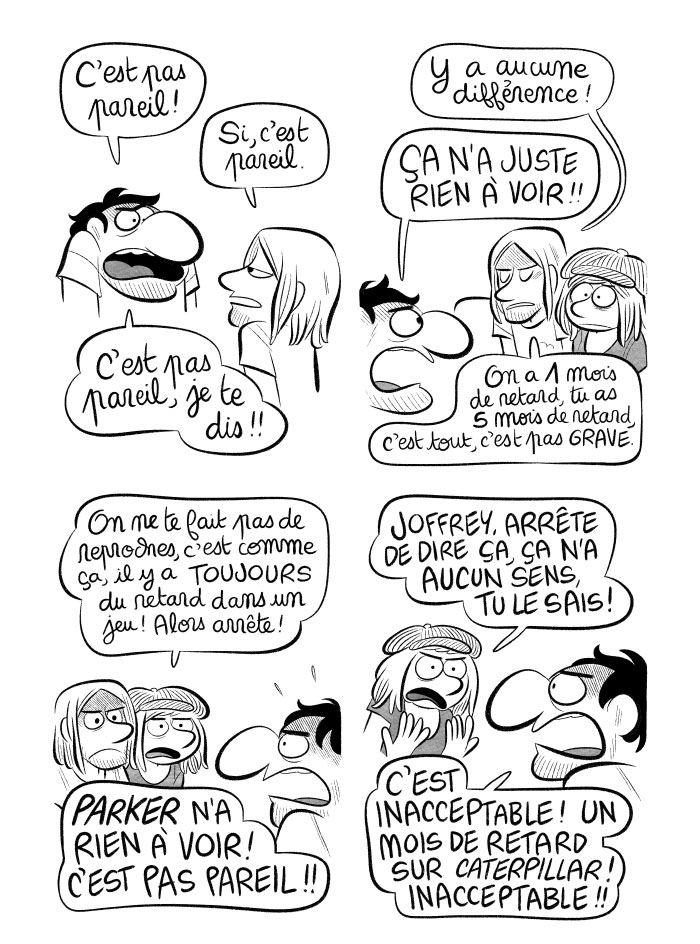 C'est pas
pareil!
Si, c'est
pareil.
C'est pas
pareil, je te
dis!!
Y a aucune
différence!
ÇA N'A JUSTE
RIEN À VOIR!!
On a 1 mois
de retard, tu as
5 mois de retard,
c'est tout, c'est pas GRAVE.
On ne te fait pas de
reproches, c'est comme
ça, il y a TOUJOURS
du retard dans un
jeu! Alors arrête!
PARKER N'A
RIEN À VOIR!
C'EST PAS PAREIL!!
JOFFREY, ARRÊTE
DE DIRE ÇA, ÇA N'A
AUCUN SENS,
TU LE SAIS!
C'EST
INACCEPTABLE! UN
MOIS DE RETARD
SUR CATERPILLAR!
INACCEPTABLE!!